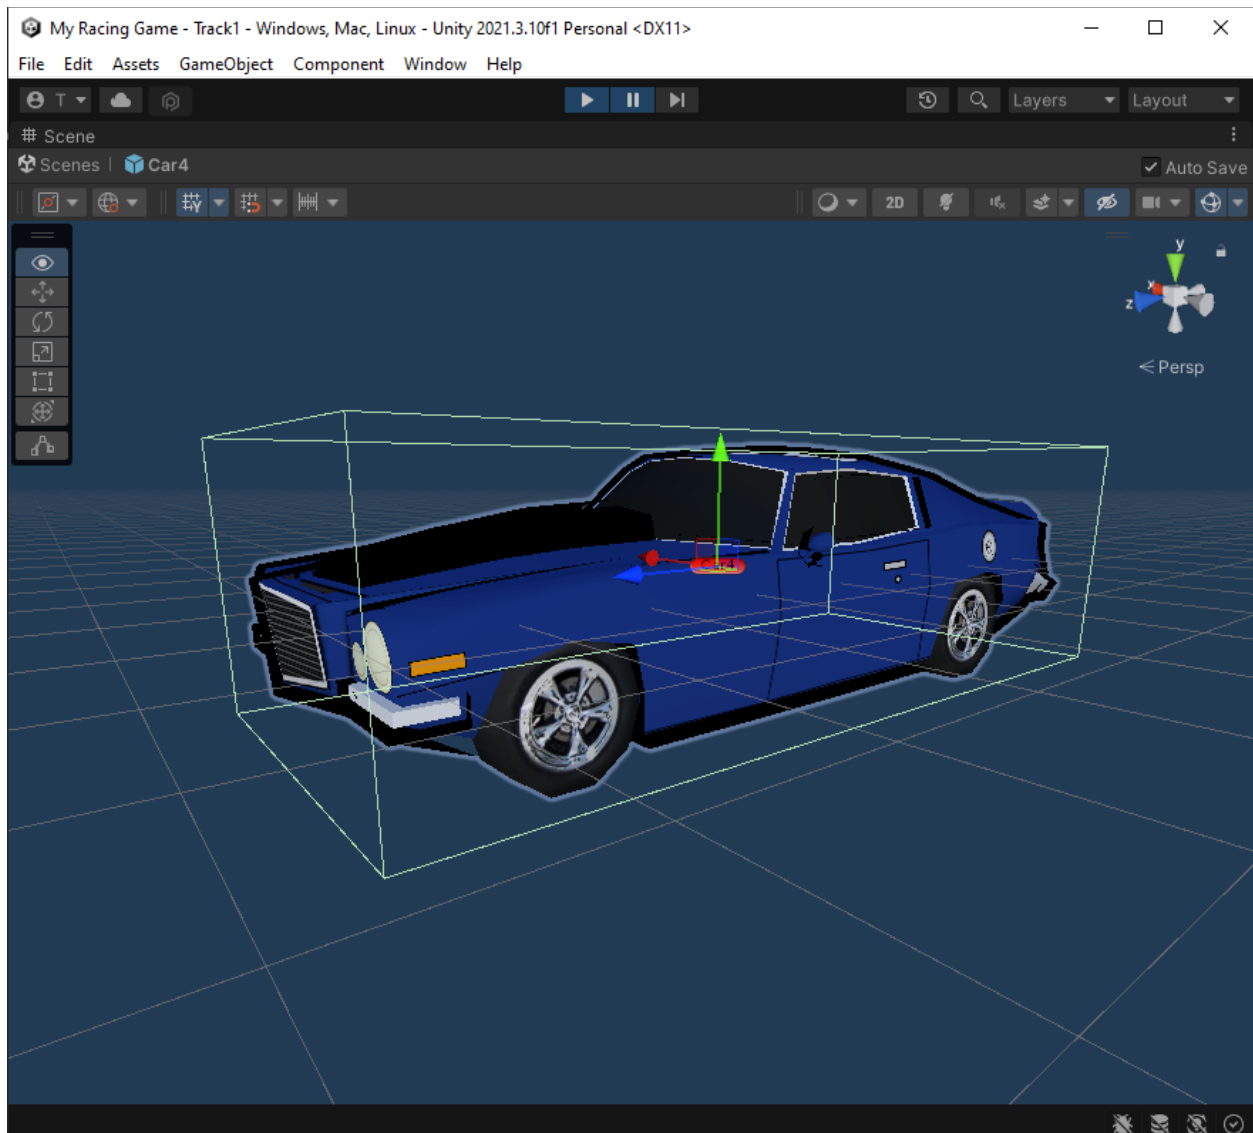 My Racing Game - Track1 - Windows, Mac, Linux - Unity 2021.3.10f1 Personal <DX11>
File Edit Assets GameObject Component Window Help
T Layers Layout
Scene
Scenes Car4 Auto Save
2D
y
x
z
Persp
Car4